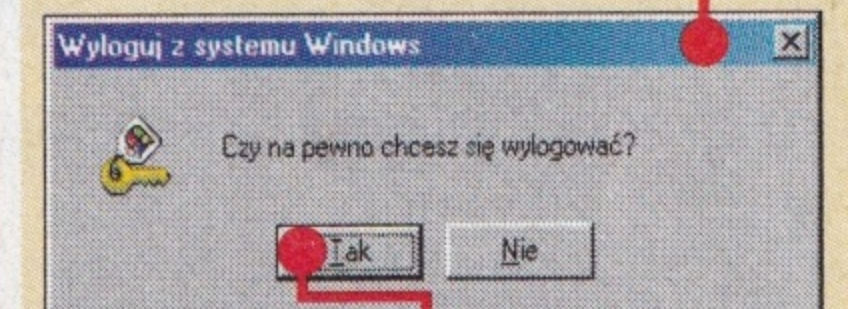 Wyloguj z systemu Windows
Czy na pewno chcesz się wylogować?
Tak
Nie